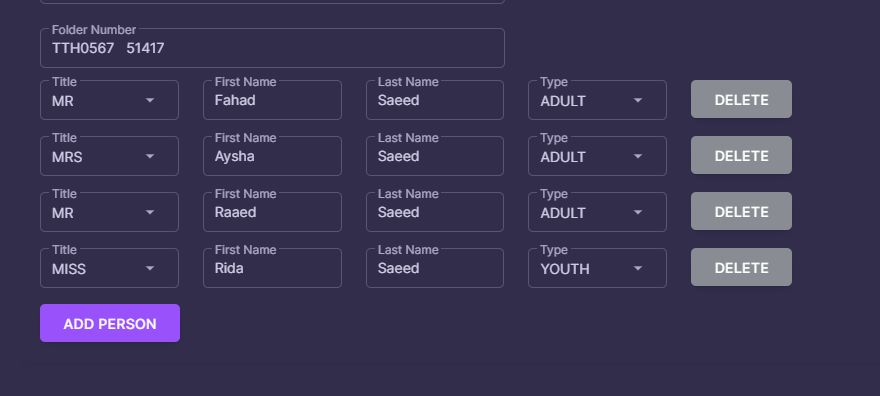 Folder Number
TTH0567 51417
Title First Name Last Name Type
MR Fahad Saeed ADULT DELETE
Title First Name Last Name Type
MRS Aysha Saeed ADULT DELETE
Title First Name Last Name Type
MR Raaed Saeed ADULT DELETE
Title First Name Last Name Type
MISS Rida Saeed YOUTH DELETE
ADD PERSON